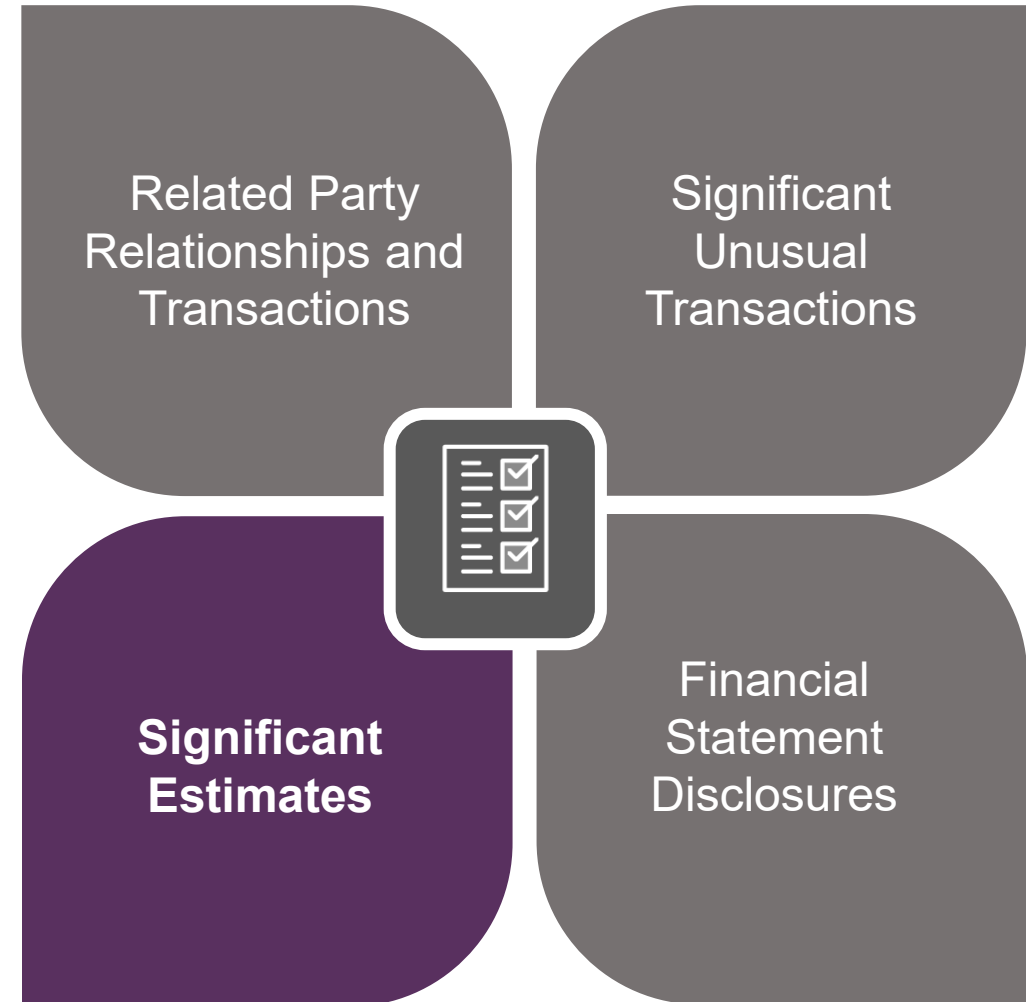 Related Party
Relationships and
Transactions
Significant
Unusual
Transactions
Significant
Estimates
Financial
Statement
Disclosures